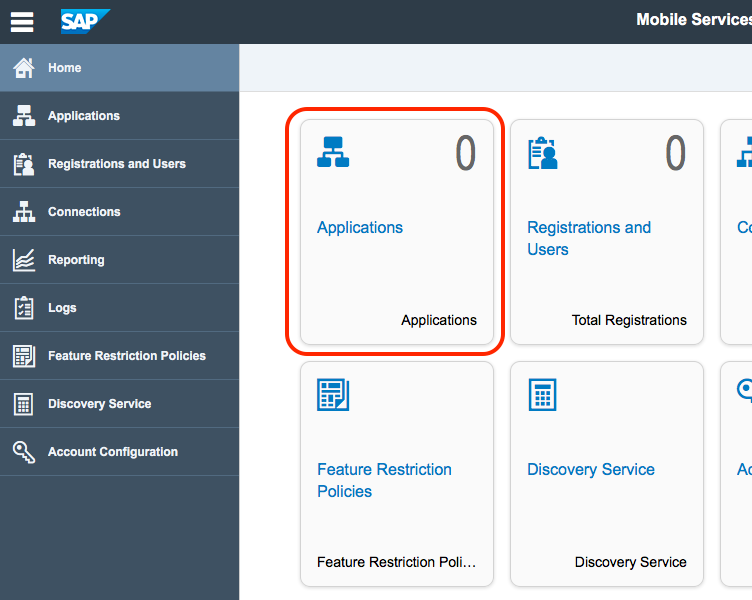 SAP
Mobile Services
Home
Applications
Registrations and Users
Connections
Reporting
Logs
Feature Restriction Policies
Discovery Service
Account Configuration
0
Applications
Applications
0
Registrations and
Users
Total Registrations
Co
Feature Restriction
Policies
Feature Restriction Poli…
Discovery Service
Discovery Service
Ac